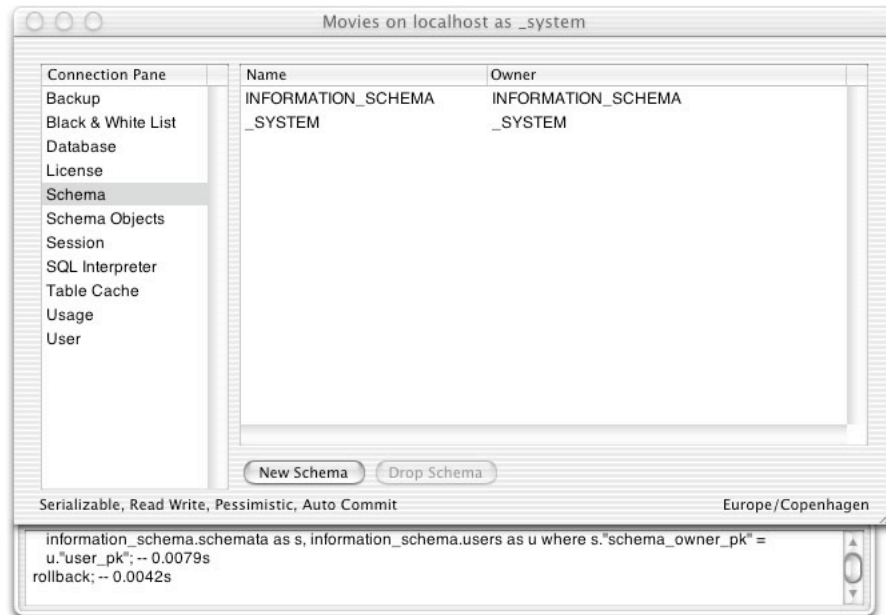 Movies on localhost as _system
Connection Pane
Backup
Black & White List
Database
License
Schema
Schema Objects
Session
SQL Interpreter
Table Cache
Usage
User
Name Owner
INFORMATION_SCHEMA INFORMATION_SCHEMA
_SYSTEM _SYSTEM
New Schema Drop Schema
Serializable, Read Write, Pessimistic, Auto Commit Europe/Copenhagen
information_schema.schemata as s, information_schema.users as u where s."schema_owner_pk" =
u."user_pk"; -- 0.0079s
rollback; -- 0.0042s